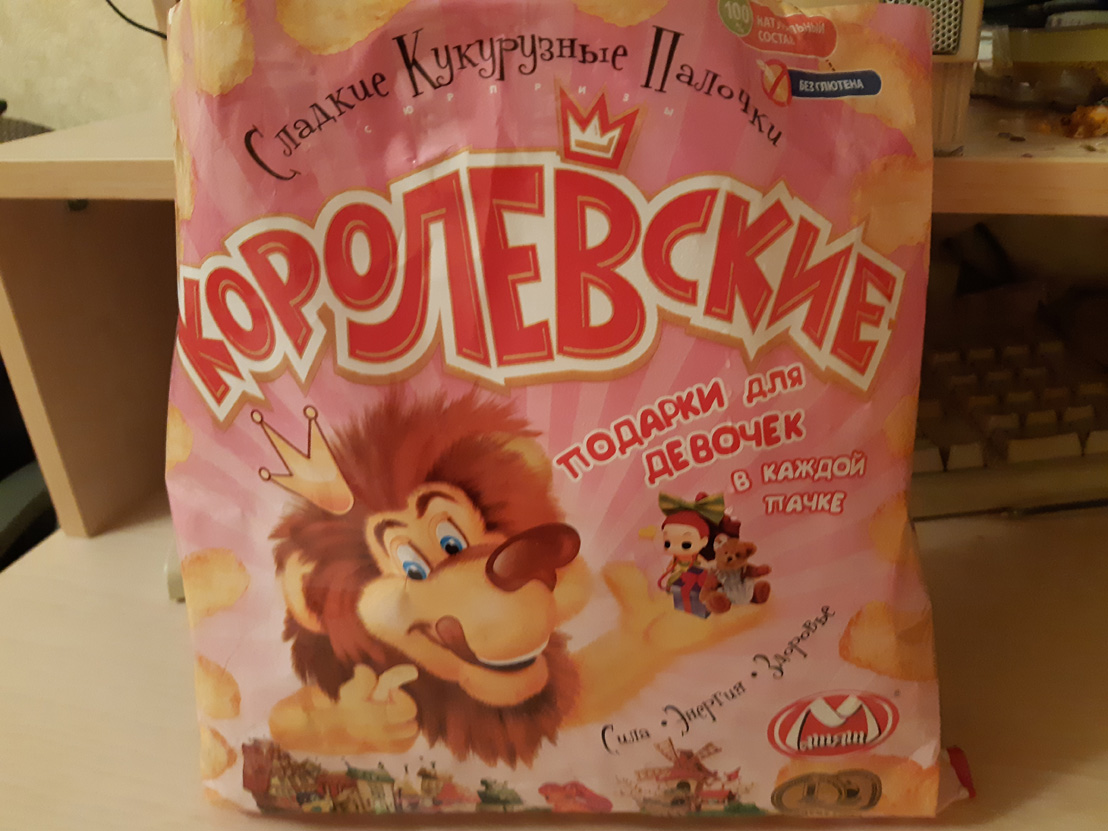 Сладкие Кукурузные Палочки
СЮРПРИЗЫ
100%
НАТУРАЛЬНЫЙ
СОСТАВ
БЕЗ ГЛЮТЕНА
КОРОЛЕВСКИЕ
ПОДАРКИ ДЛЯ
ДЕВОЧЕК
В КАЖДОЙ
ПАЧКЕ
Сила • Энергия • Здоровье